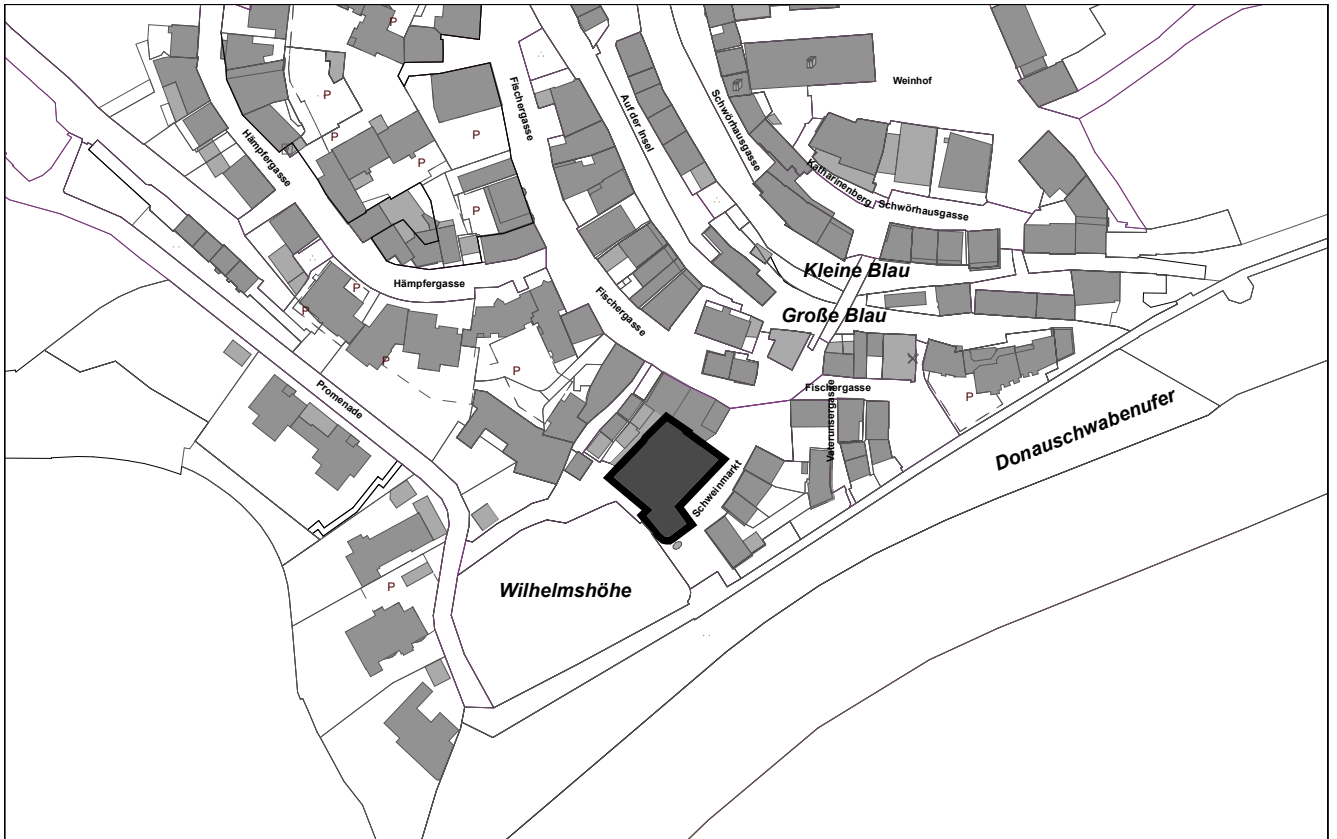 P
Weinhof
P
Fischergasse
Auf der Insel
Schwörhausgasse
P
P
Hämpfergasse
P
Katharinenberg
Schwörhausgasse
P
Kleine Blau
Hämpfergasse
P
Fischergasse
P
Große Blau
P
P
Promenade
Fischergasse
P
Vaterunsergasse
Donauschwabenufer
Schweinmarkt
P
Wilhelmshöhe